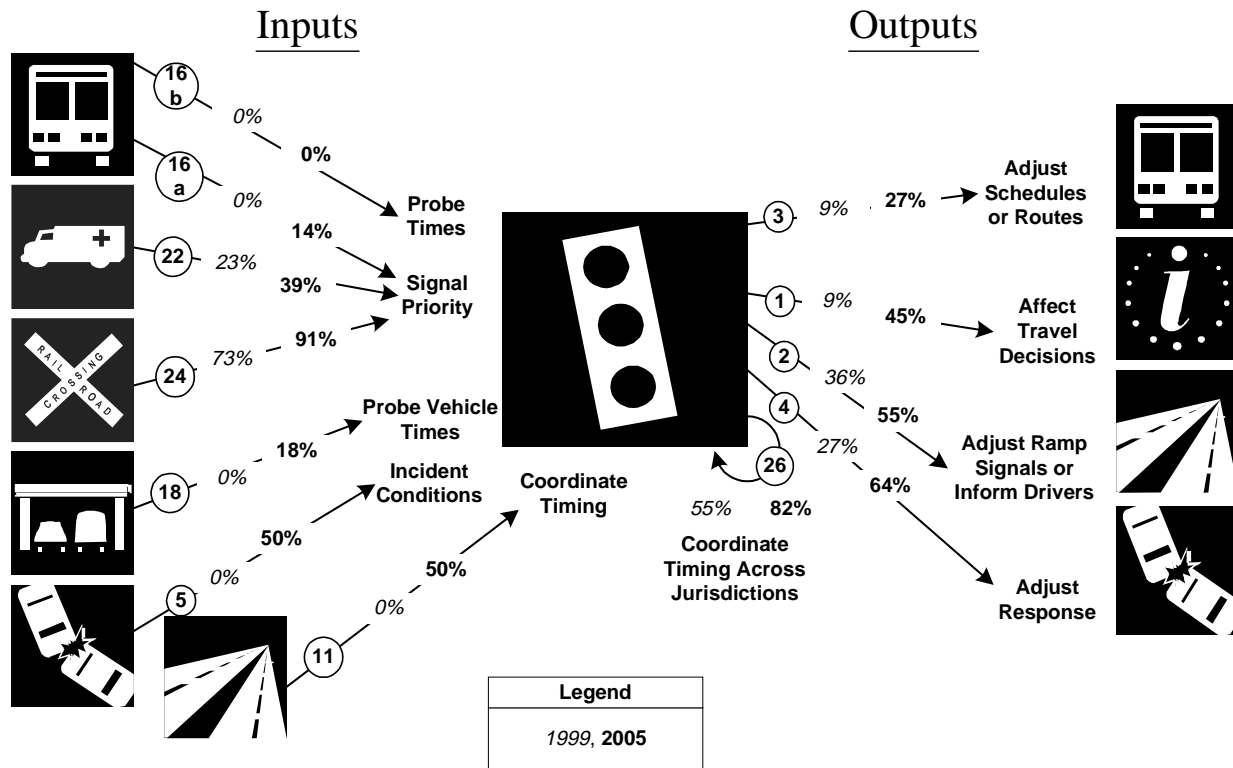 Inputs
Outputs
16
b
0%
0%
Probe
Times
16
a
0%
14%
22
23%
39%
Signal
Priority
24
73%
91%
RAIL ROAD
CROSSING
18
0%
18%
Probe Vehicle
Times
5
0%
50%
Incident
Conditions
11
0%
50%
Coordinate
Timing
3
9%
27%
Adjust
Schedules
or Routes
1
9%
45%
Affect
Travel
Decisions
i
2
36%
55%
Adjust Ramp
Signals or
Inform Drivers
4
27%
64%
Adjust
Response
26
55% 82%
Coordinate
Timing Across
Jurisdictions
Legend
1999, 2005